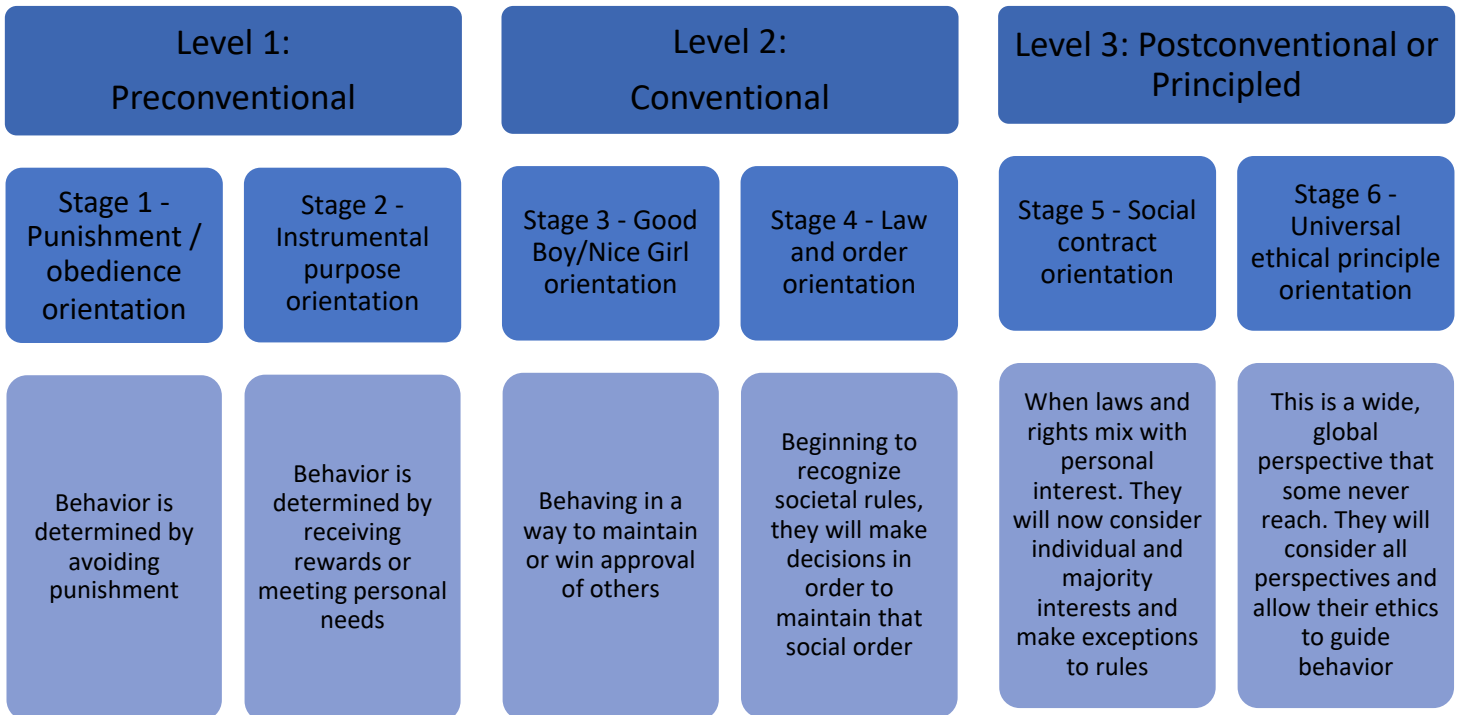 Level 1:
Preconventional
Level 2:
Conventional
Level 3: Postconventional or
Principled
Stage 1 -
Punishment /
obedience
orientation
Stage 2 -
Instrumental
purpose
orientation
Stage 3 - Good
Boy/Nice Girl
orientation
Stage 4 - Law
and order
orientation
Stage 5 - Social
contract
orientation
Stage 6 -
Universal
ethical principle
orientation
Behavior is
determined by
avoiding
punishment
Behavior is
determined by
receiving
rewards or
meeting personal
needs
Behaving in a
way to maintain
or win approval
of others
Beginning to
recognize
societal rules,
they will make
decisions in
order to
maintain that
social order
When laws and
rights mix with
personal
interest. They
will now consider
individual and
majority
interests and
make exceptions
to rules
This is a wide,
global
perspective that
some never
reach. They will
consider all
perspectives and
allow their ethics
to guide
behavior